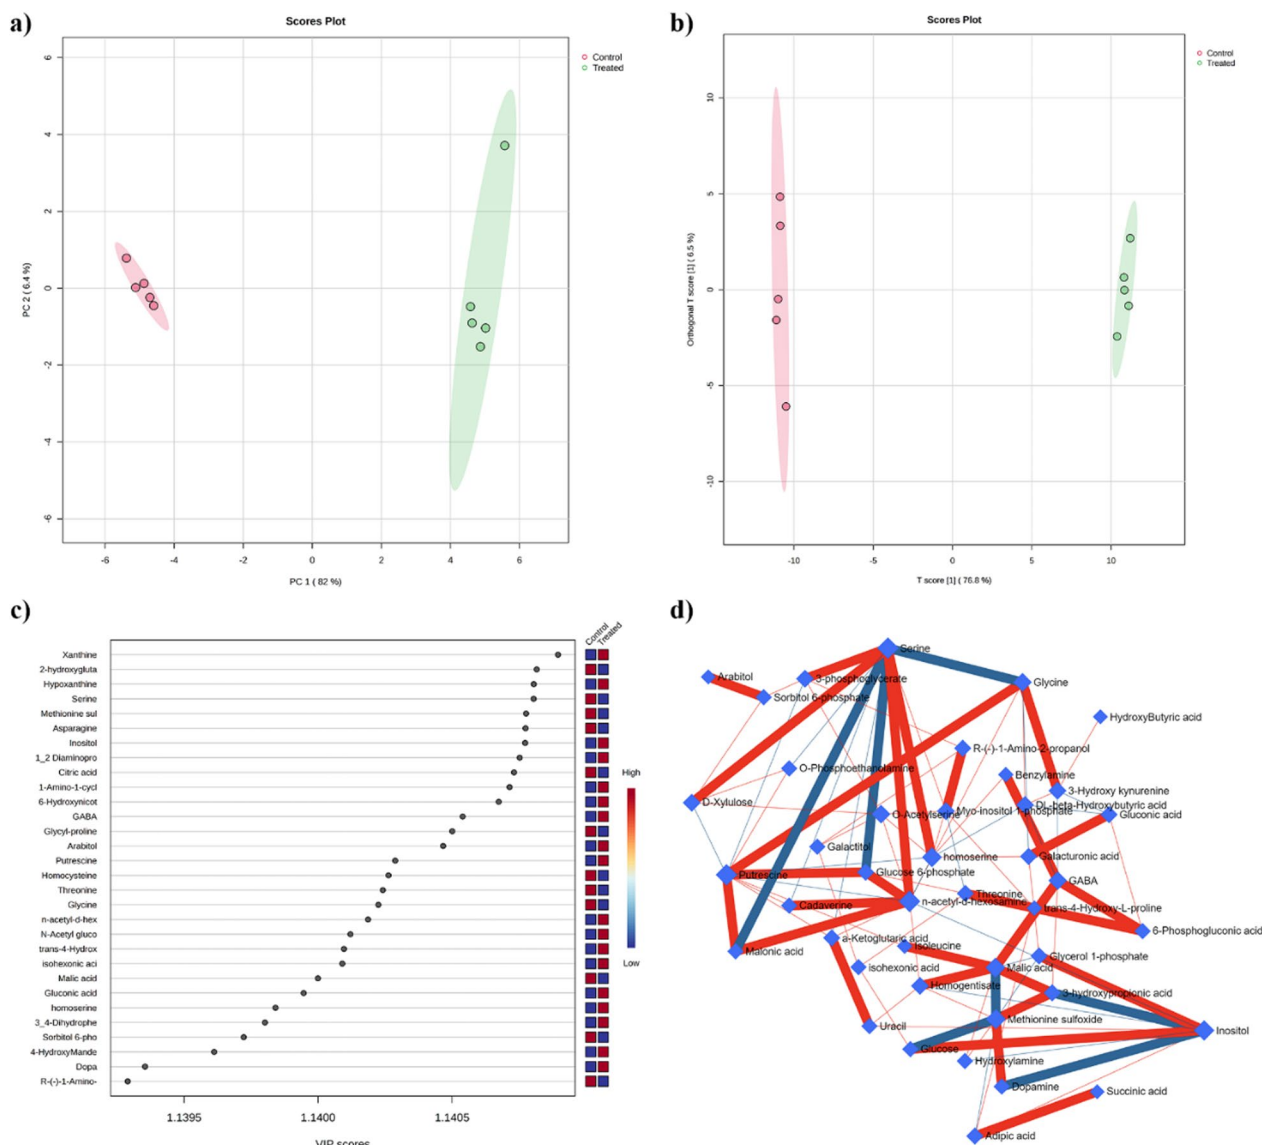 a)
Scores Plot
Control
Treated
6
4
2
0
-2
-4
-6
PC 2 ( 6.4 %)
-6
-4
-2
0
2
4
6
PC 1 ( 82 %)
b)
Scores Plot
Control
Treated
10
5
0
-5
-10
Orthogonal T score [1] ( 6.5 %)
-10
-5
0
5
10
T score [1] ( 76.8 %)
c)
Control
Treated
Xanthine
2-hydroxygluta
Hypoxanthine
Serine
Methionine sul
Asparagine
Inositol
1_2 Diaminopro
Citric acid
1-Amino-1-cycl
6-Hydroxynicot
GABA
Glycyl-proline
Arabitol
Putrescine
Homocysteine
Threonine
Glycine
n-acetyl-d-hex
N-Acetyl gluco
trans-4-Hydrox
isohexonic aci
Malic acid
Gluconic acid
homoserine
3_4-Dihydrophe
Sorbitol 6-pho
4-HydroxyMande
Dopa
R-(-)-1-Amino-
High
Low
1.1395
1.1400
1.1405
VIP scores
d)
Serine
Arabitol
3-phosphoglycerate
Glycine
Sorbitol 6-phosphate
HydroxyButyric acid
R-(-)-1-Amino-2-propanol
O-Phosphoethanolamine
Benzylamine
3-Hydroxy kynurenine
D-Xylulose
DL-beta-Hydroxybutyric acid
O-Acetylserine
Myo-inositol 1-phosphate
Gluconic acid
Galactitol
homoserine
Galacturonic acid
Putrescine
Glucose 6-phosphate
GABA
Threonine
Cadaverine
n-acetyl-d-hexosamine
trans-4-Hydroxy-L-proline
6-Phosphogluconic acid
a-Ketoglutaric acid
Isoleucine
Malonic acid
Glycerol 1-phosphate
isohexonic acid
Malic acid
Homogentisate
3-hydroxypropionic acid
Methionine sulfoxide
Uracil
Inositol
Glucose
Hydroxylamine
Dopamine
Succinic acid
Adipic acid